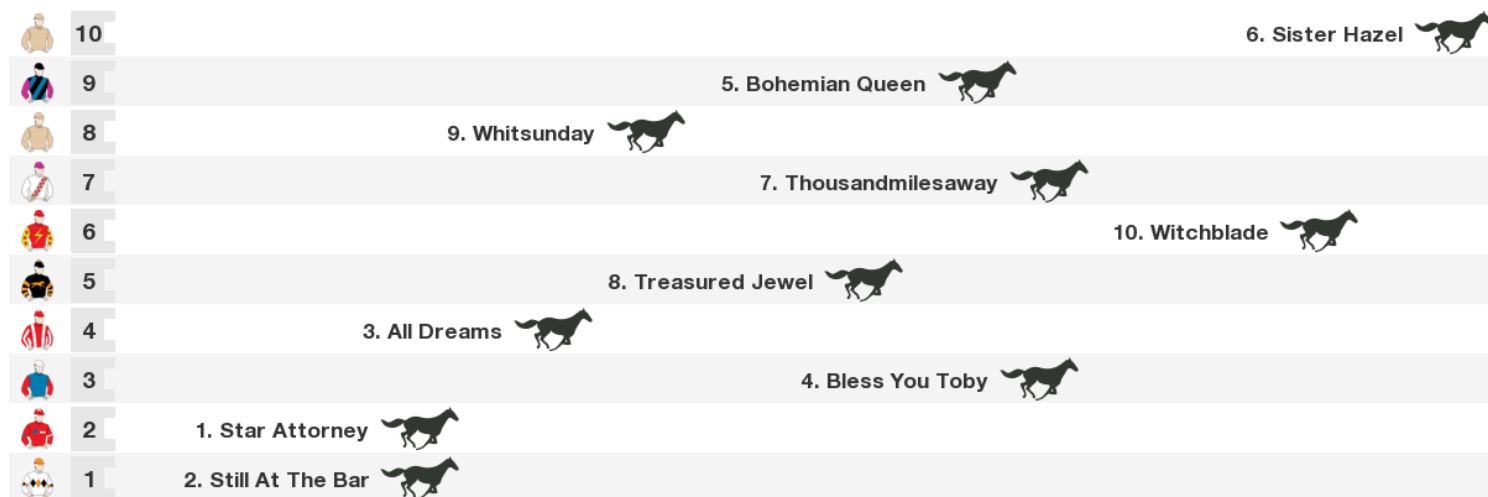 10 6. Sister Hazel
9 5. Bohemian Queen
8 9. Whitsunday
7 7. Thousandmilesaway
6 10. Witchblade
5 8. Treasured Jewel
4 3. All Dreams
3 4. Bless You Toby
2 1. Star Attorney
1 2. Still At The Bar